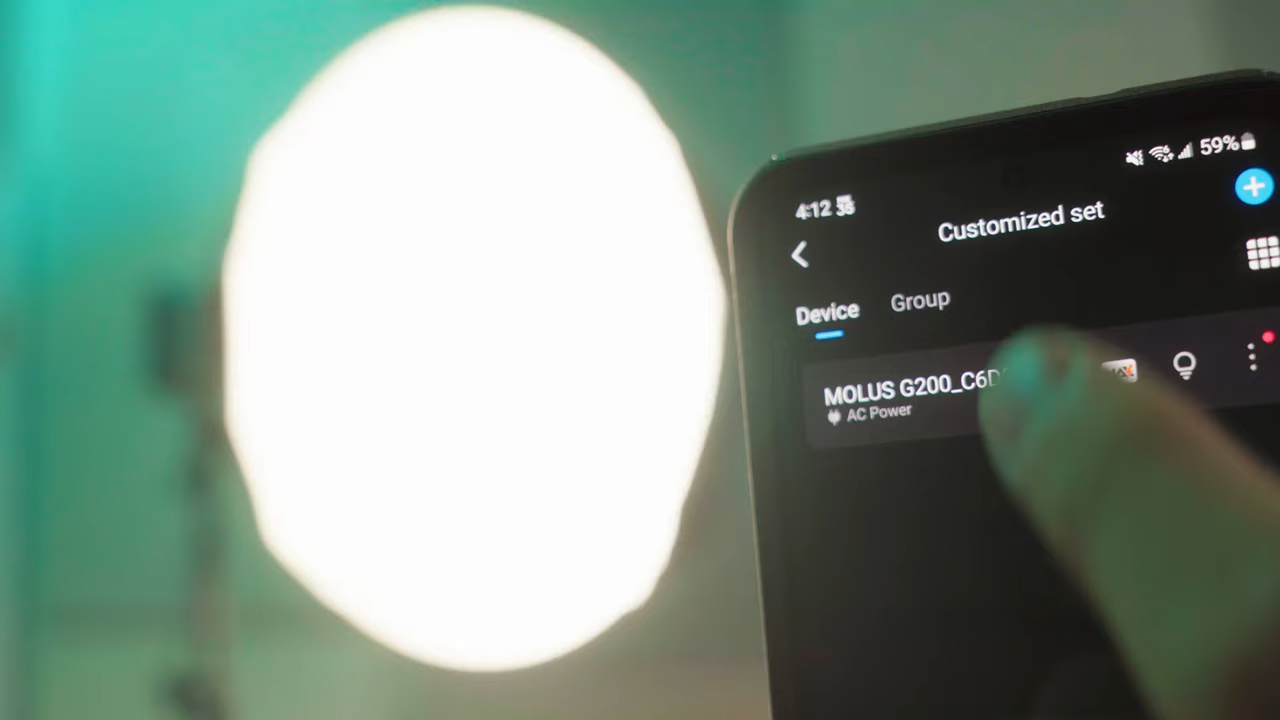 4:12
59%
Customized set
Device
Group
MOLUS G200_C6D
AC Power